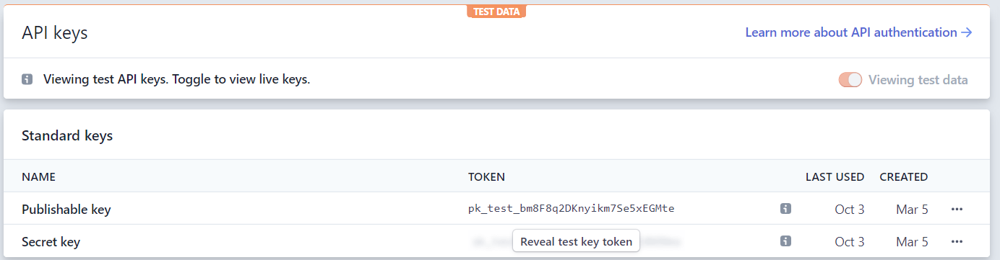 TEST DATA
API keys
Learn more about API authentication →
Viewing test API keys. Toggle to view live keys.
Viewing test data
Standard keys
NAME TOKEN LAST USED CREATED
Publishable key pk_test_bm8F8q2DKnyikm7Se5xEGMte Oct 3 Mar 5
Secret key Reveal test key token Oct 3 Mar 5